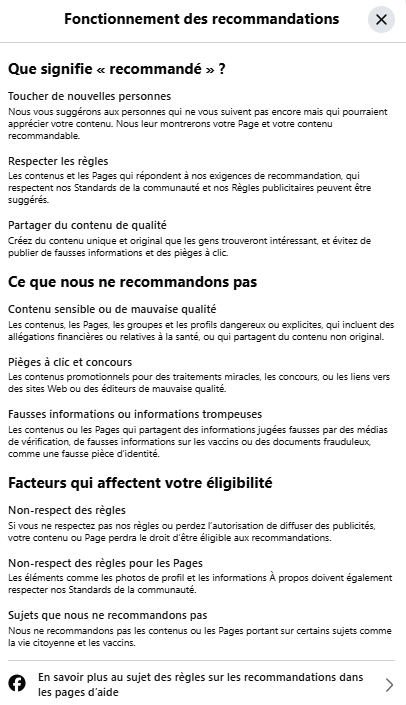 Fonctionnement des recommandations
Que signifie « recommandé » ?
Toucher de nouvelles personnes
Nous vous suggérons aux personnes qui ne vous suivent pas encore mais qui pourraient
apprécier votre contenu. Nous leur montrerons votre Page et votre contenu
recommandable.
Respecter les règles
Les contenus et les Pages qui répondent à nos exigences de recommandation, qui
respectent nos Standards de la communauté et nos Règles publicitaires peuvent être
suggérés.
Partager du contenu de qualité
Créez du contenu unique et original que les gens trouveront intéressant, et évitez de
publier de fausses informations et des pièges à clic.
Ce que nous ne recommandons pas
Contenu sensible ou de mauvaise qualité
Les contenus, les Pages, les groupes et les profils dangereux ou explicites, qui incluent des
allégations financières ou relatives à la santé, ou qui partagent du contenu non original.
Pièges à clic et concours
Les contenus promotionnels pour des traitements miracles, les concours, ou les liens vers
des sites Web ou des éditeurs de mauvaise qualité.
Fausses informations ou informations trompeuses
Les contenus ou les Pages qui partagent des informations jugées fausses par des médias
de vérification, de fausses informations sur les vaccins ou des documents frauduleux,
comme une fausse pièce d'identité.
Facteurs qui affectent votre éligibilité
Non-respect des règles
Si vous ne respectez pas nos règles ou perdez l'autorisation de diffuser des publicités,
votre contenu ou Page perdra le droit d'être éligible aux recommandations.
Non-respect des règles pour les Pages
Les éléments comme les photos de profil et les informations À propos doivent également
respecter nos Standards de la communauté.
Sujets que nous ne recommandons pas
Nous ne recommandons pas les contenus ou les Pages portant sur certains sujets comme
la vie citoyenne et les vaccins.
En savoir plus au sujet des règles sur les recommandations dans
les pages d'aide